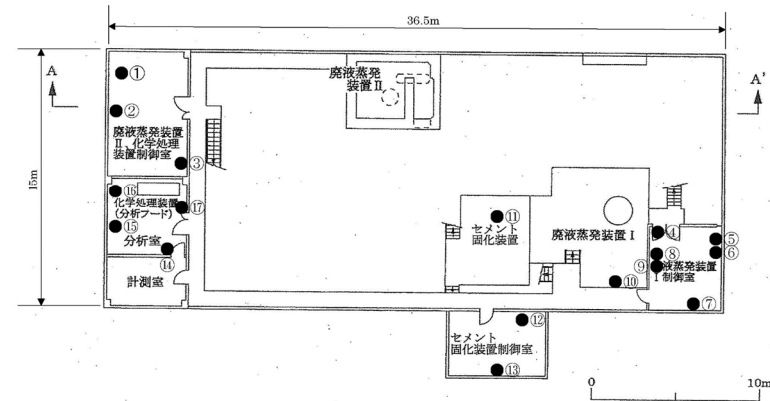 36.5m
15m
A
A'
①
②
廃液蒸発装置
Ⅱ、化学処理
装置制御室
③
廃液蒸発
装置Ⅱ
⑯
化学処理装置
(分析フード)
⑰
⑮
分析室
⑭
計測室
⑪
セメント
固化装置
廃液蒸発装置Ⅰ
④
⑤
⑥
⑧
⑨
液蒸発装置
Ⅰ制御室
⑩
⑦
⑫
セメント
固化装置制御室
⑬
0
10m